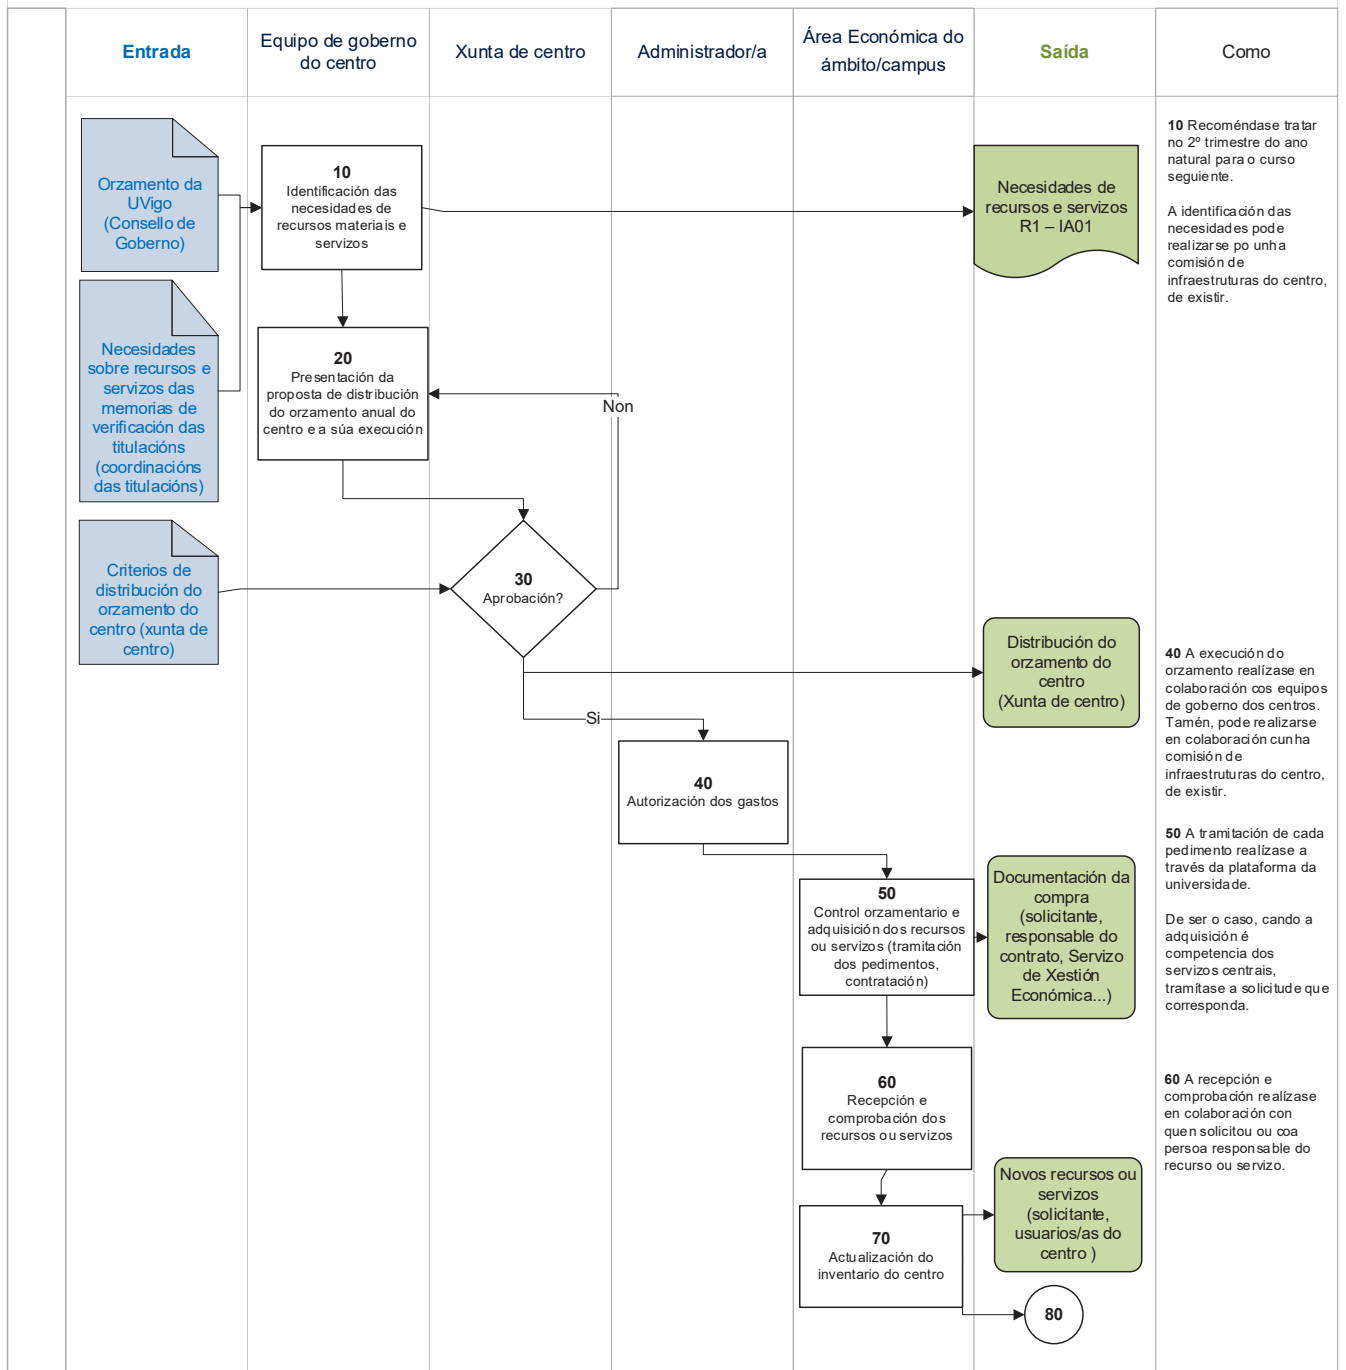 Entrada
Equipo de goberno
do centro
Xunta de centro
Administrador/a
Área Económica do
ámbito/campus
Saída
Como
Orzamento da
UVigo
(Consello de
Goberno)
10
Identificación das
necesidades de
recursos materiais e
servizos
Necesidades de
recursos e servizos
R1 – IA01
10 Recoméndase tratar
no 2º trimestre do ano
natural para o curso
seguiente.
A identificación das
necesidades pode
realizarse po unha
comisión de
infraestruturas do centro,
de existir.
Necesidades
sobre recursos e
servizos das
memorias de
verificación das
titulacións
(coordinacións
das titulacións)
20
Presentación da
proposta de distribución
do orzamento anual do
centro e a súa execución
Non
Criterios de
distribución do
orzamento do
centro (xunta de
centro)
30
Aprobación?
Distribución do
orzamento do
centro
(Xunta de centro)
Si
40
Autorización dos gastos
40 A execución do
orzamento realízase en
colaboración cos equipos
de goberno dos centros.
Tamén, pode realizarse
en colaboración cunha
comisión de
infraestruturas do centro,
de existir.
50
Control orzamentario e
adquisición dos recursos
ou servizos (tramitación
dos pedimentos,
contratación)
Documentación da
compra
(solicitante,
responsable do
contrato, Servizo
de Xestión
Económica...)
50 A tramitación de cada
pedimento realízase a
través da plataforma da
universidade.
De ser o caso, cando a
adquisición é
competencia dos
servizos centrais,
tramítase a solicitude que
corresponda.
60
Recepción e
comprobación dos
recursos ou servizos
60 A recepción e
comprobación realízase
en colaboración con
quen solicitou ou coa
persoa responsable do
recurso ou servizo.
70
Actualización do
inventario do centro
Novos recursos ou
servizos
(solicitante,
usuarios/as do
centro )
80